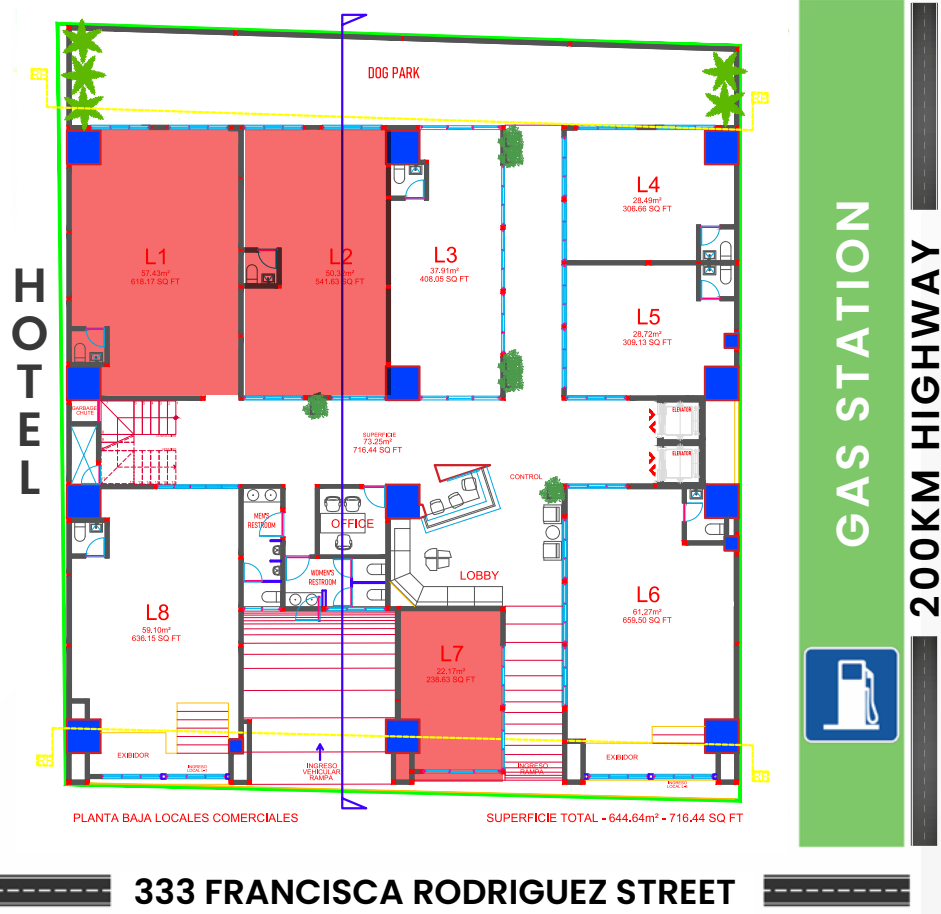 DOG PARK
HOTEL
L1
57.43m²
618.17 SQ FT
L2
50.32m²
541.63 SQ FT
L3
37.91m²
408.05 SQ FT
L4
28.49m²
306.66 SQ FT
L5
28.72m²
309.13 SQ FT
GAS STATION
200KM HIGHWAY
GARBAGE
CHUTE
SUPERFICIE
73.25m²
716.44 SQ FT
ELEVATOR
ELEVATOR
CONTROL
MEN'S
RESTROOM
OFFICE
WOMEN'S
RESTROOM
LOBBY
L8
59.10m²
636.15 SQ FT
L7
22.17m²
238.63 SQ FT
L6
61.27m²
659.50 SQ FT
EXIBIDOR
INGRESO
INGRESO
VEHICULAR
RAMPA
INGRESO
RAMPA
EXIBIDOR
INGRESO
PLANTA BAJA LOCALES COMERCIALES
SUPERFICIE TOTAL - 644.64m² - 716.44 SQ FT
333 FRANCISCA RODRIGUEZ STREET